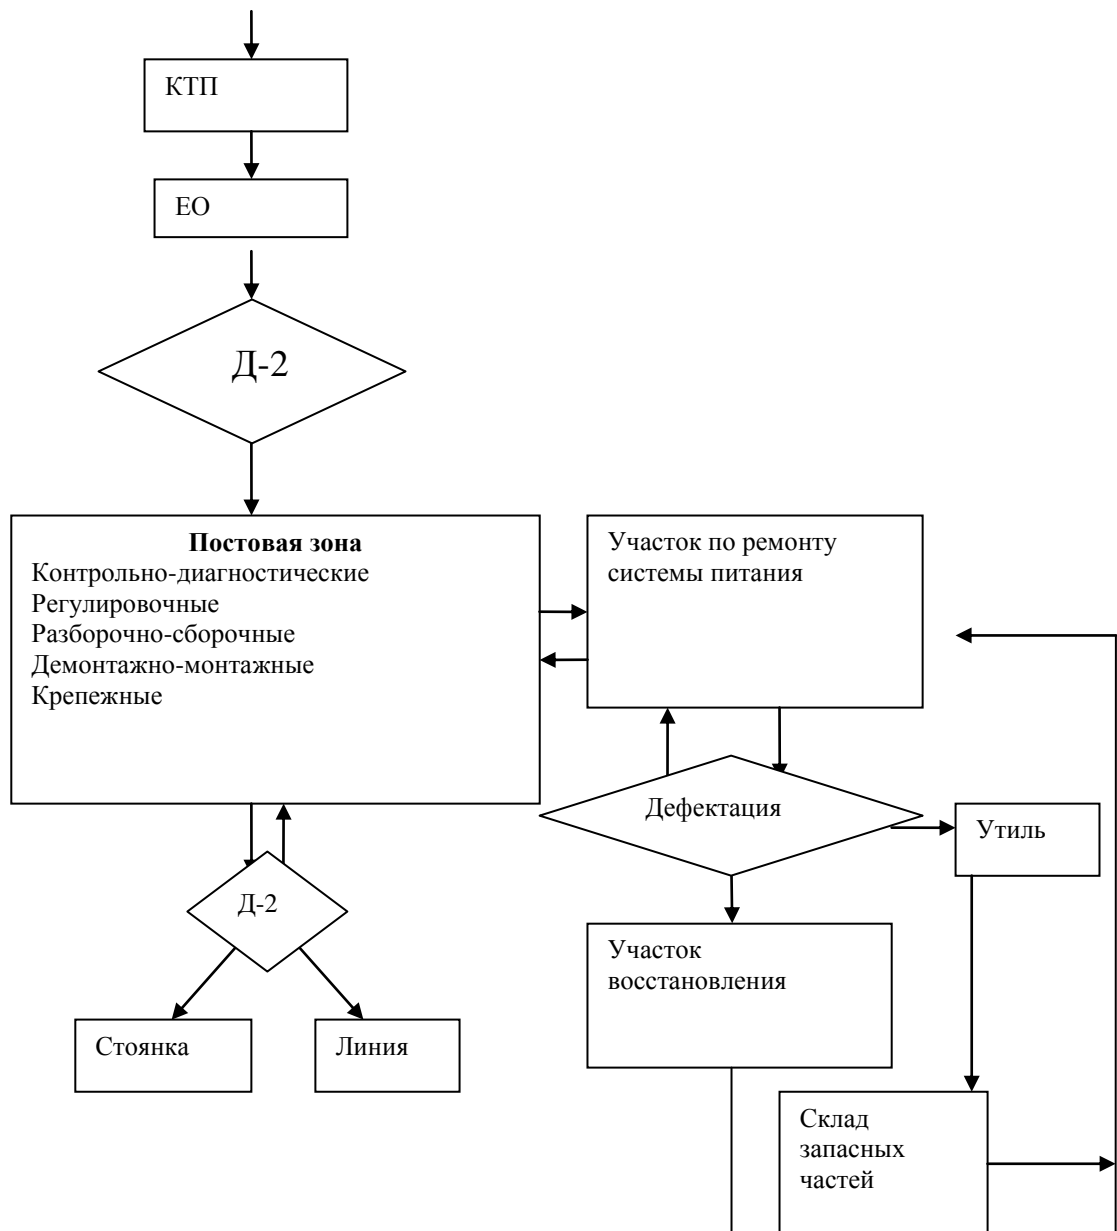 КТП
ЕО
Д-2
Постовая зона
Контрольно-диагностические
Регулировочные
Разборочно-сборочные
Демонтажно-монтажные
Крепежные
Участок по ремонту
системы питания
Дефектация
Утиль
Д-2
Участок
восстановления
Стоянка
Линия
Склад
запасных
частей